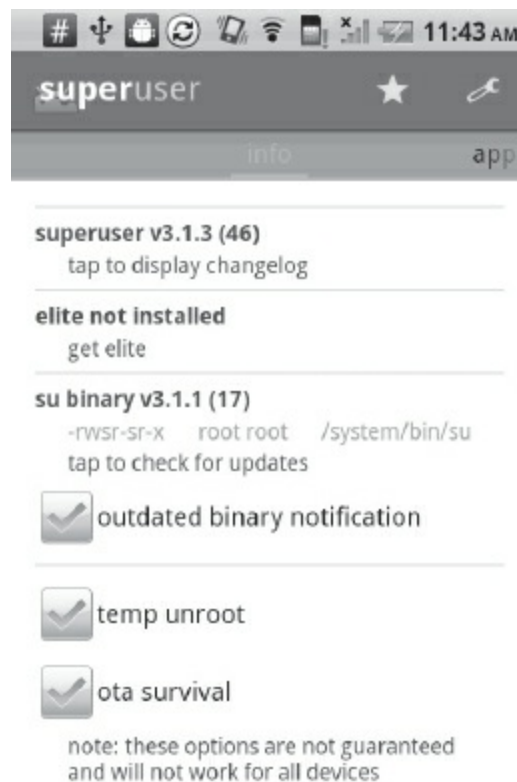 # 11:43 AM
superuser
info app
superuser v3.1.3 (46)
tap to display changelog
elite not installed
get elite
su binary v3.1.1 (17)
-rwsr-sr-x root root /system/bin/su
tap to check for updates
outdated binary notification
temp unroot
ota survival
note: these options are not guaranteed
and will not work for all devices